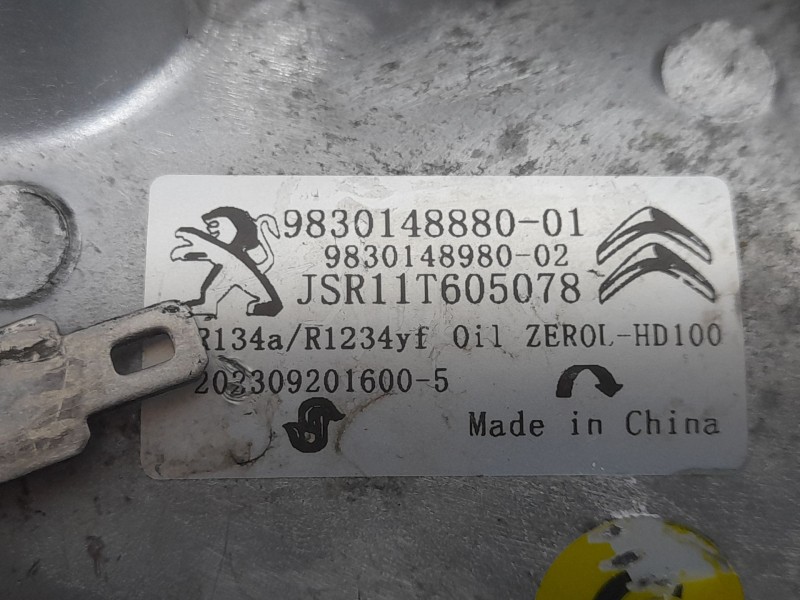 9830148880-01
9830148980-02
JSR11T605078
R134a/R1234yf Oil ZEROL-HD100
202309201600-5
Made in China